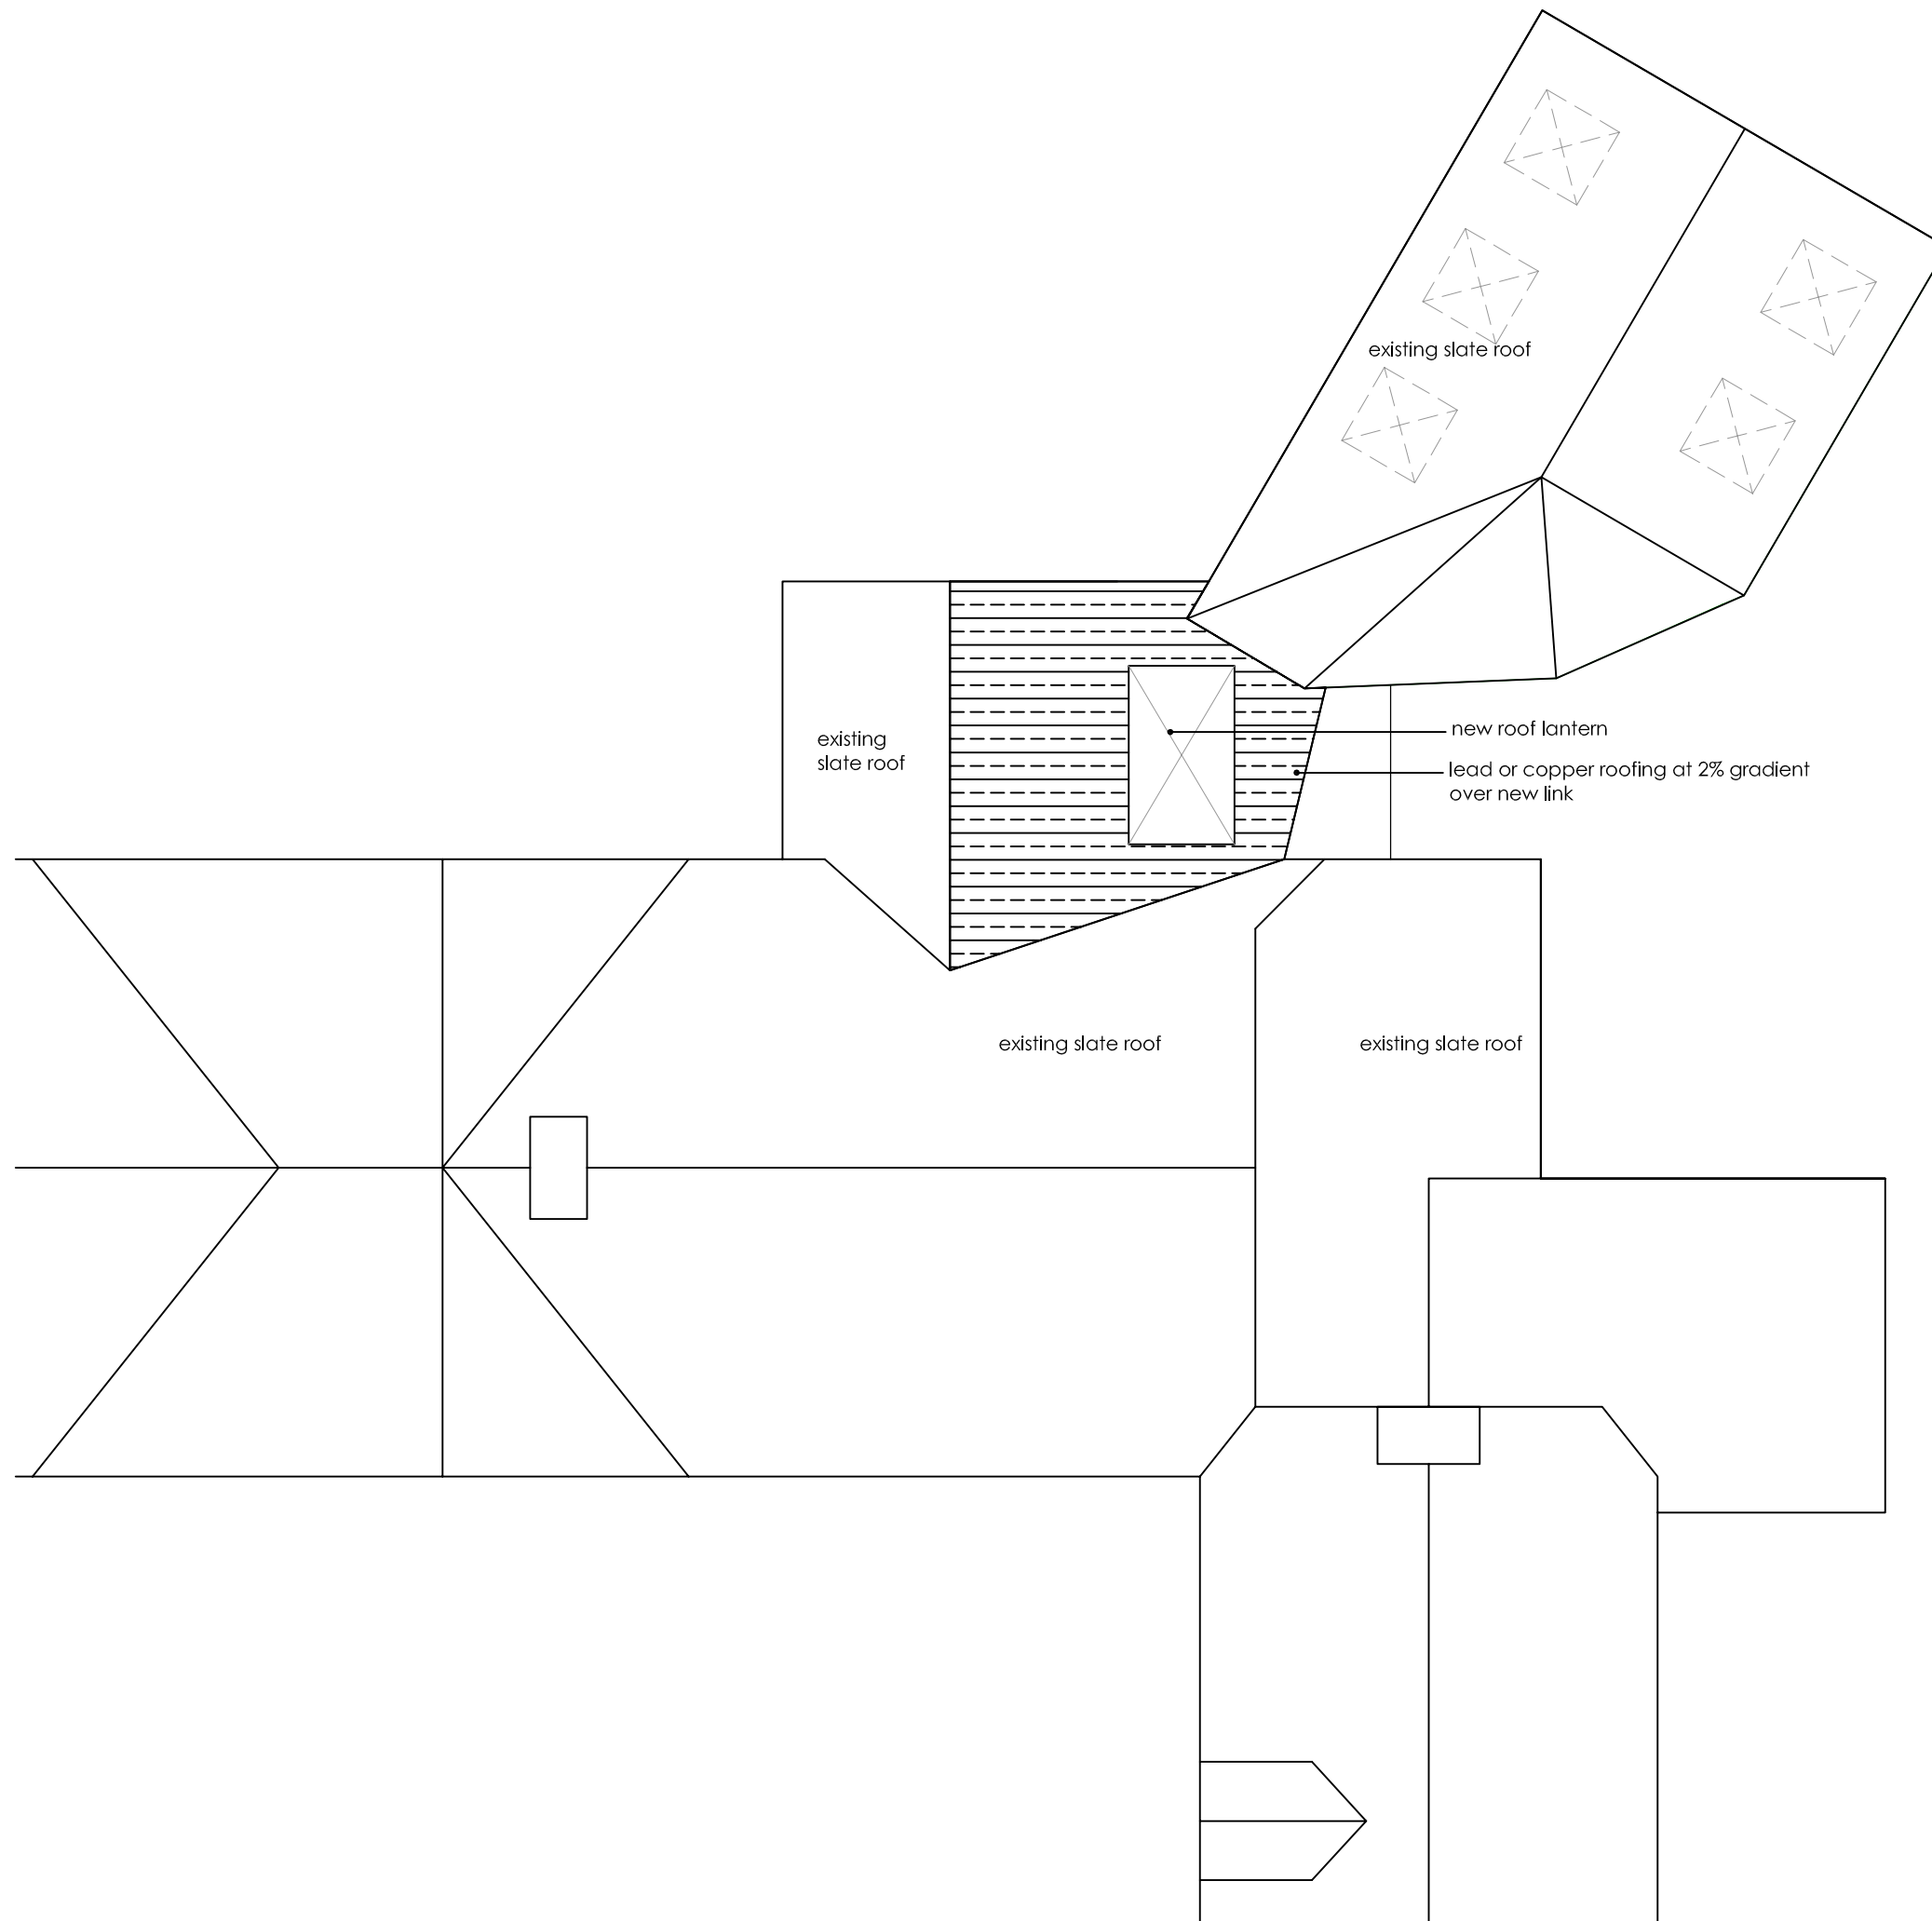 existing slate roof
new roof lantern
existing
slate roof
lead or copper roofing at 2% gradient
over new link
existing slate roof
existing slate roof